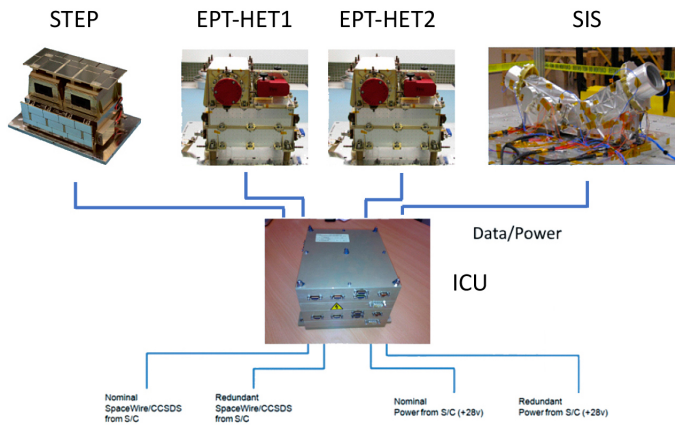 STEP
EPT-HET1
EPT-HET2
SIS
Data/Power
ICU
Nominal
SpaceWire/CCSDS
from S/C
Redundant
SpaceWire/CCSDS
from S/C
Nominal
Power from S/C (+28v)
Redundant
Power from S/C (+28v)